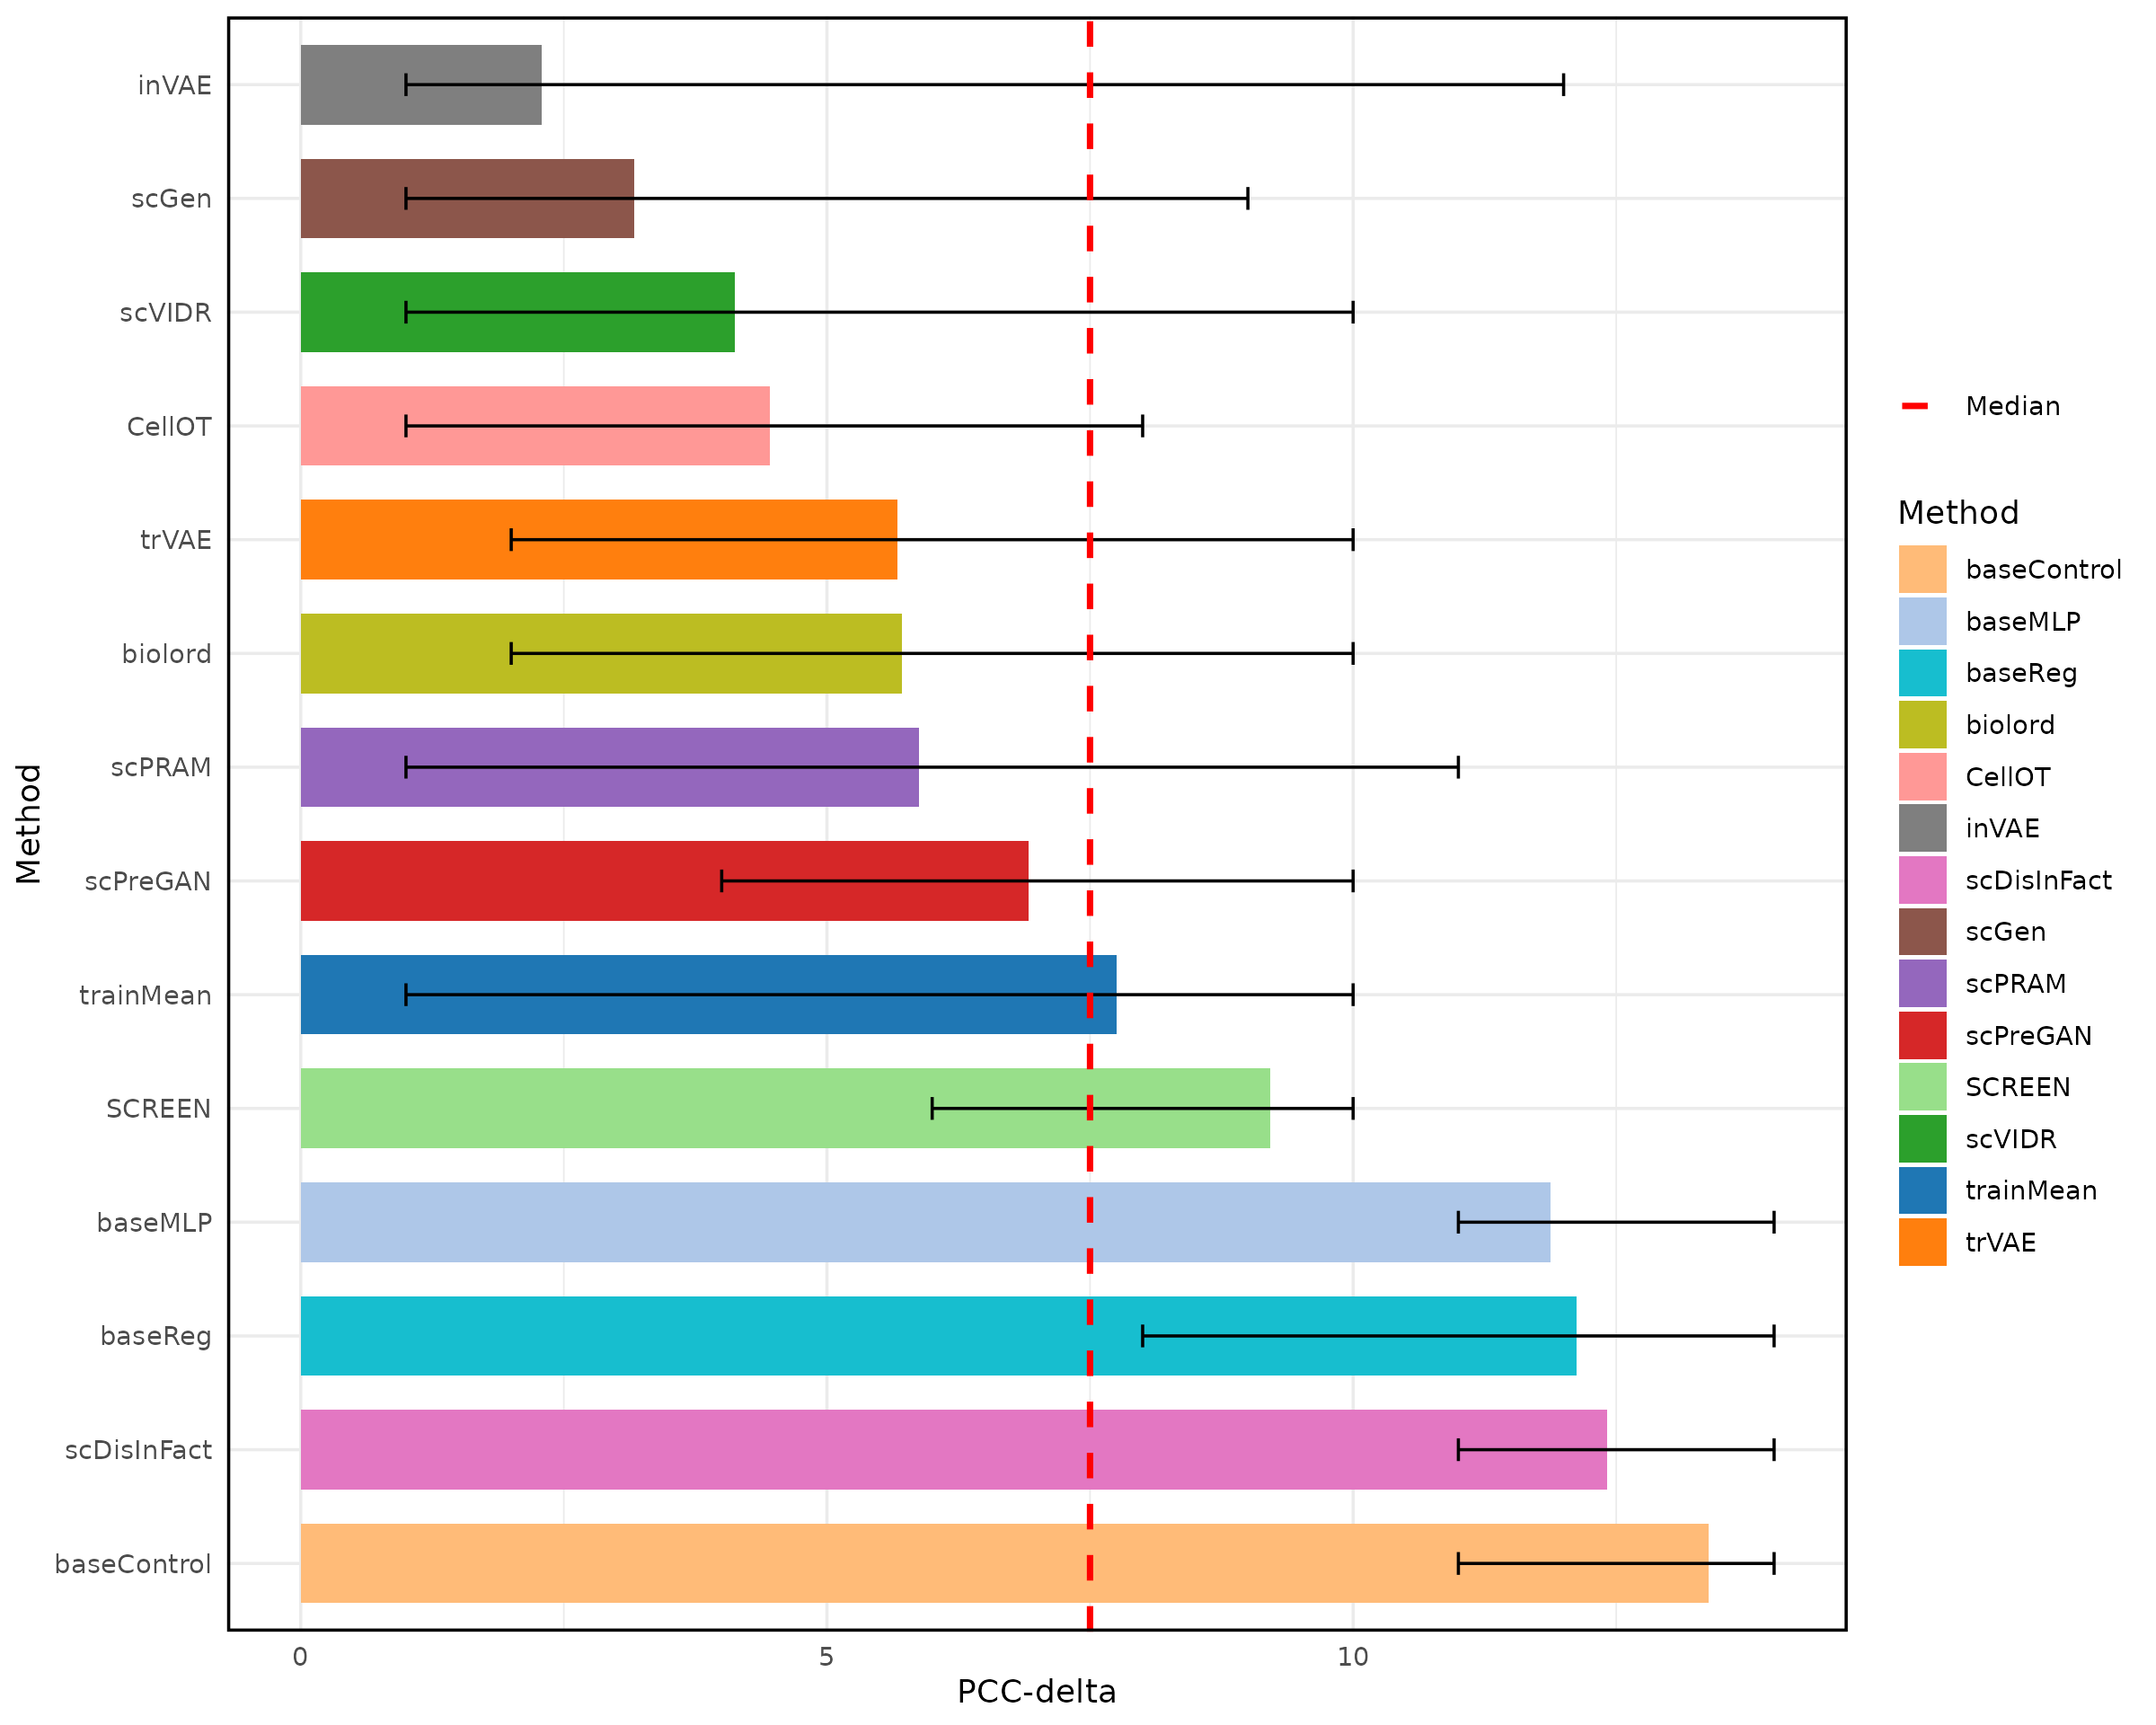 inVAE
scGen
scVIDR
CellOT
trVAE
biolord
scPRAM
scPreGAN
trainMean
SCREEN
baseMLP
baseReg
scDisInFact
baseControl
Method
0 5 10
PCC-delta
Median
Method
baseControl
baseMLP
baseReg
biolord
CellOT
inVAE
scDisInFact
scGen
scPRAM
scPreGAN
SCREEN
scVIDR
trainMean
trVAE